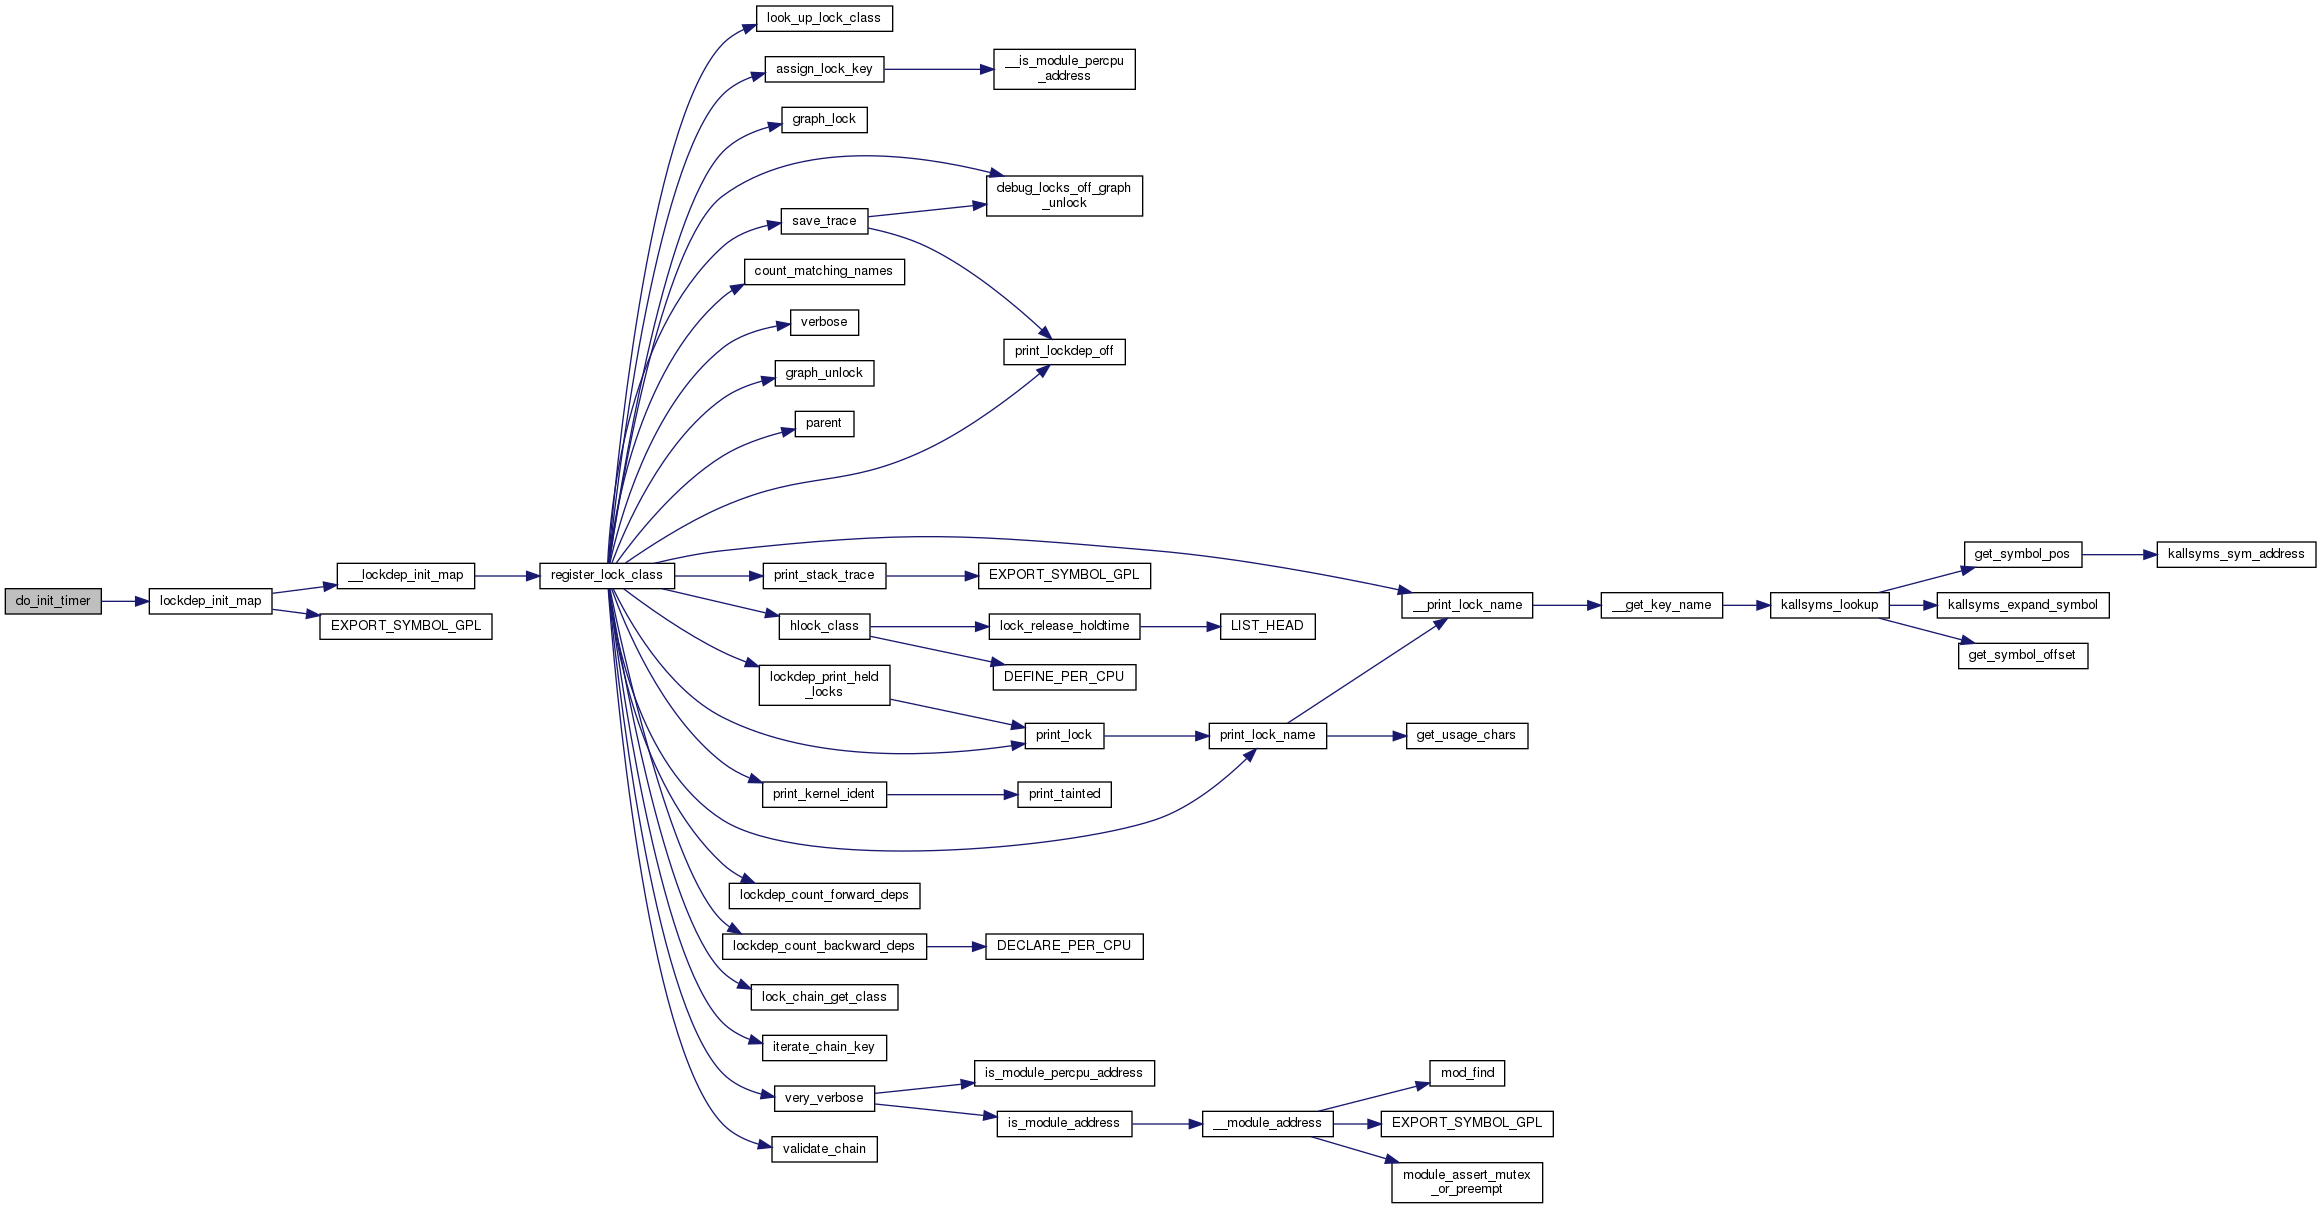 look_up_lock_class
assign_lock_key
__is_module_percpu
_address
graph_lock
debug_locks_off_graph
_unlock
save_trace
count_matching_names
verbose
print_lockdep_off
graph_unlock
parent
get_symbol_pos
kallsyms_sym_address
__lockdep_init_map
register_lock_class
print_stack_trace
EXPORT_SYMBOL_GPL
do_init_timer
lockdep_init_map
__print_lock_name
__get_key_name
kallsyms_lookup
kallsyms_expand_symbol
EXPORT_SYMBOL_GPL
hlock_class
lock_release_holdtime
LIST_HEAD
get_symbol_offset
lockdep_print_held
_locks
DEFINE_PER_CPU
print_lock
print_lock_name
get_usage_chars
print_kernel_ident
print_tainted
lockdep_count_forward_deps
lockdep_count_backward_deps
DECLARE_PER_CPU
lock_chain_get_class
iterate_chain_key
is_module_percpu_address
mod_find
very_verbose
is_module_address
__module_address
EXPORT_SYMBOL_GPL
validate_chain
module_assert_mutex
_or_preempt